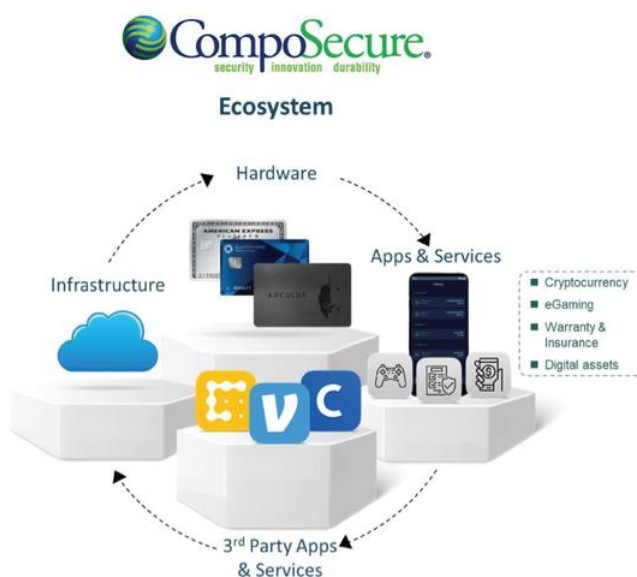 CompoSecure®
security innovation durability
Ecosystem
Hardware
AMERICAN EXPRESS
Infrastructure
ARCULUS
Apps & Services
Cryptocurrency
eGaming
Warranty &
Insurance
Digital assets
V
C
3rd Party Apps
& Services